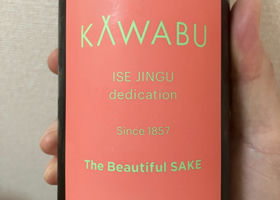 KAWABU
ISE JINGU
dedication
Since 1857
The Beautiful SAKE